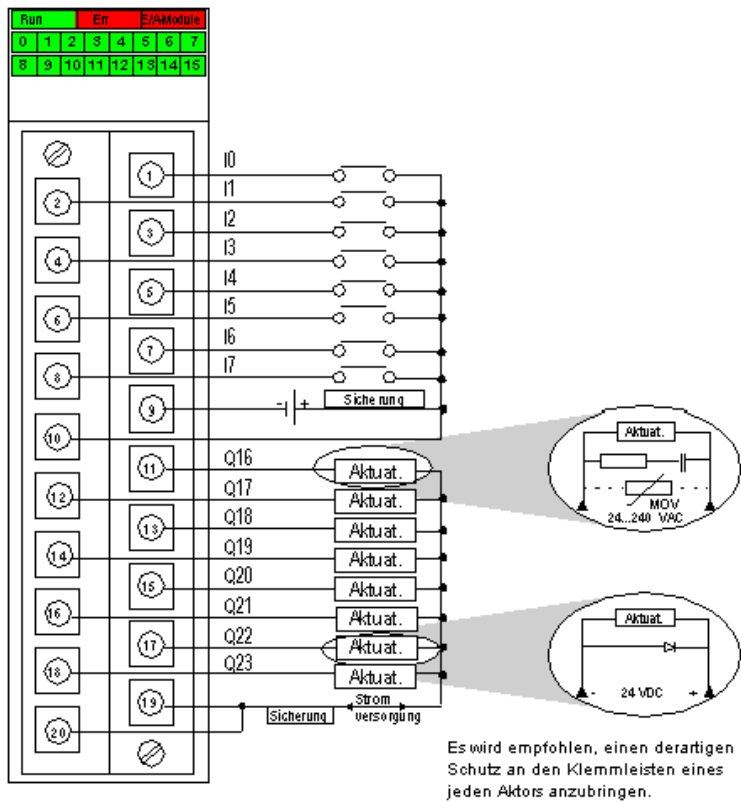 Run Err E/AModule
0 1 2 3 4 5 6 7
8 9 10 11 12 13 14 15
1 I0
2 I1
3 I2
4 I3
5 I4
6 I5
7 I6
8 I7
9 - + Sicherung
10
11 Q16 Aktuat.
12 Q17 Aktuat.
13 Q18 Aktuat.
14 Q19 Aktuat.
15 Q20 Aktuat.
16 Q21 Aktuat.
17 Q22 Aktuat.
18 Q23 Aktuat.
19 Sicherung Strom
versorgung
20
Aktuat.
MOV
24...240 VAC
Aktuat.
- 24 VDC +
Es wird empfohlen, einen derartigen
Schutz an den Klemmleisten eines
jeden Aktors anzubringen.